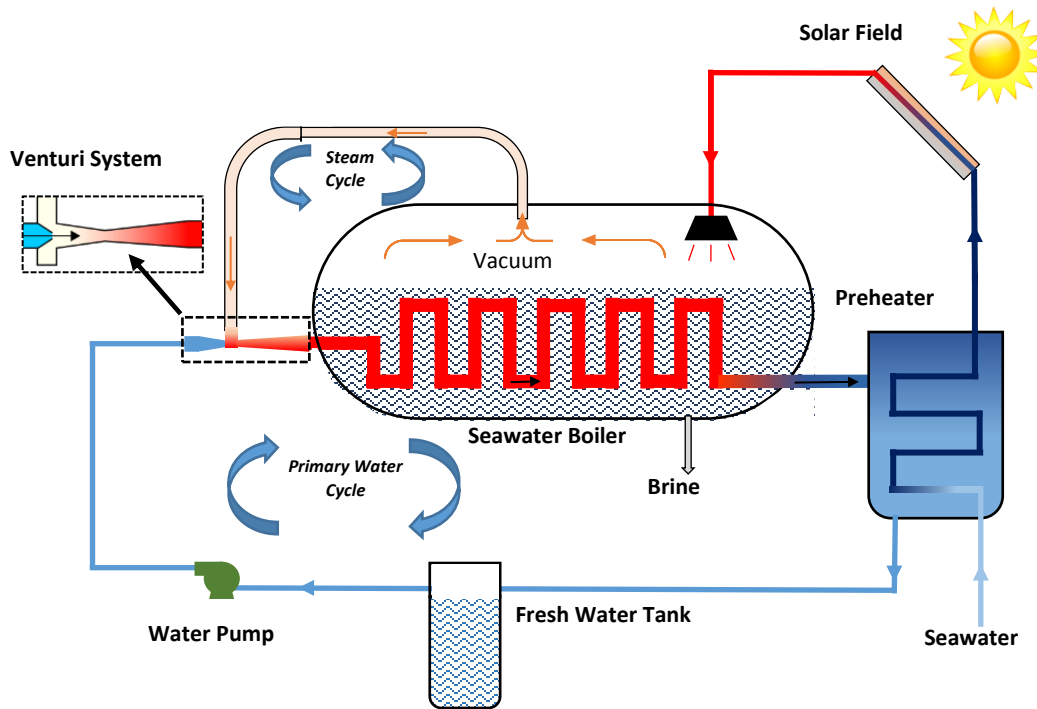 Solar Field
Venturi System
Steam
Cycle
Vacuum
Preheater
Seawater Boiler
Primary Water
Cycle
Brine
Water Pump
Fresh Water Tank
Seawater